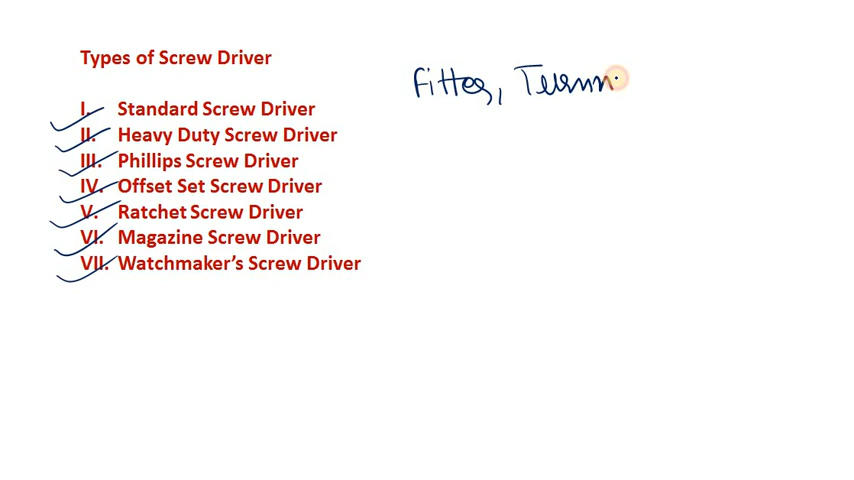 Types of Screw Driver
Fitter,
I. Standard Screw Driver
II. Heavy Duty Screw Driver
III. Phillips Screw Driver
IV. Offset Set Screw Driver
V. Ratchet Screw Driver
VI. Magazine Screw Driver
VII. Watchmaker's Screw Driver